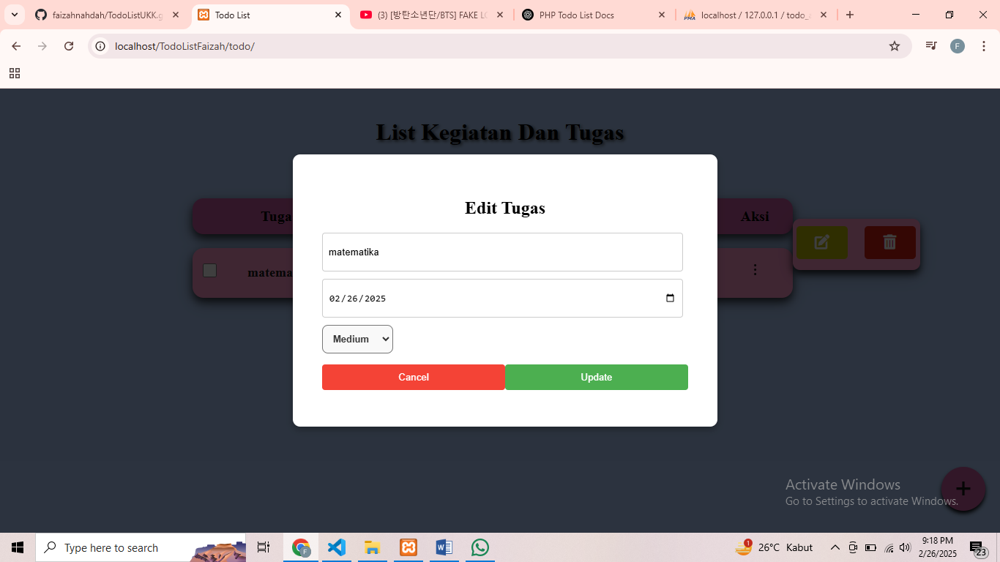 faizahnahdah/TodoListUKK.g
Todo List
(3) [방탄소년단/BTS] FAKE LO
PHP Todo List Docs
localhost / 127.0.0.1 / todo_
localhost/TodoListFaizah/todo/
F
List Kegiatan Dan Tugas
Edit Tugas
Tuga
Aksi
matematika
matema
02/26/2025
Medium
Cancel
Update
Activate Windows
Go to Settings to activate Windows.
Type here to search
26°C Kabut
9:18 PM
2/26/2025
23